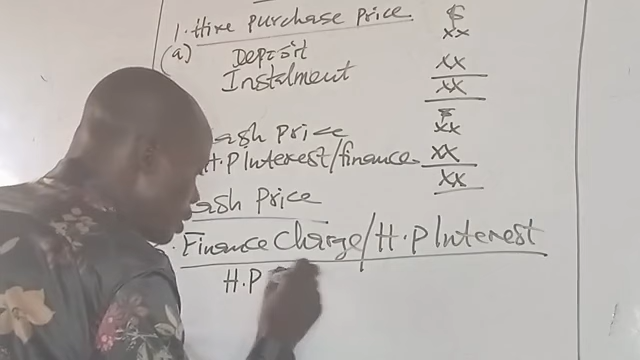 1. Hire purchase price $
(a) xx
Deposit xx
Instalment xx
$
ash price xx
H.P Interest/finance xx
xx
ash price
Finance Charge/H.P Interest
H.P